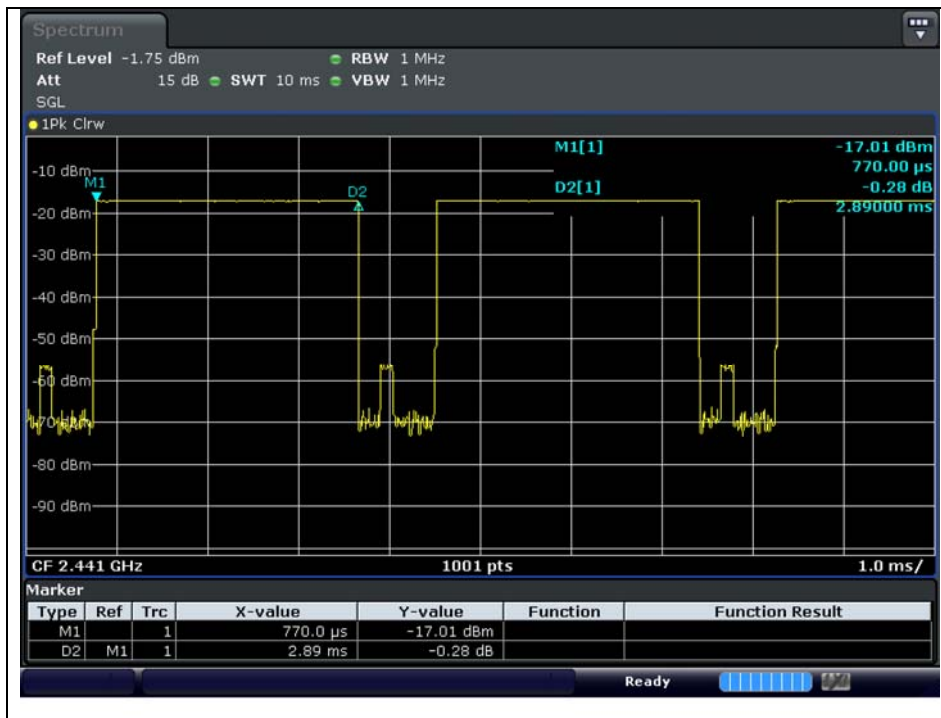 Spectrum
Ref Level -1.75 dBm RBW 1 MHz
Att 15 dB SWT 10 ms VBW 1 MHz
SGL
1Pk Clrw
M1[1] -17.01 dBm
770.00 µs
D2[1] -0.28 dB
2.89000 ms
M1
D2
-10 dBm
-20 dBm
-30 dBm
-40 dBm
-50 dBm
-60 dBm
-70 dBm
-80 dBm
-90 dBm
CF 2.441 GHz 1001 pts 1.0 ms/
Marker
Type Ref Trc X-value Y-value Function Function Result
M1 1 770.0 µs -17.01 dBm
D2 M1 1 2.89 ms -0.28 dB
Ready